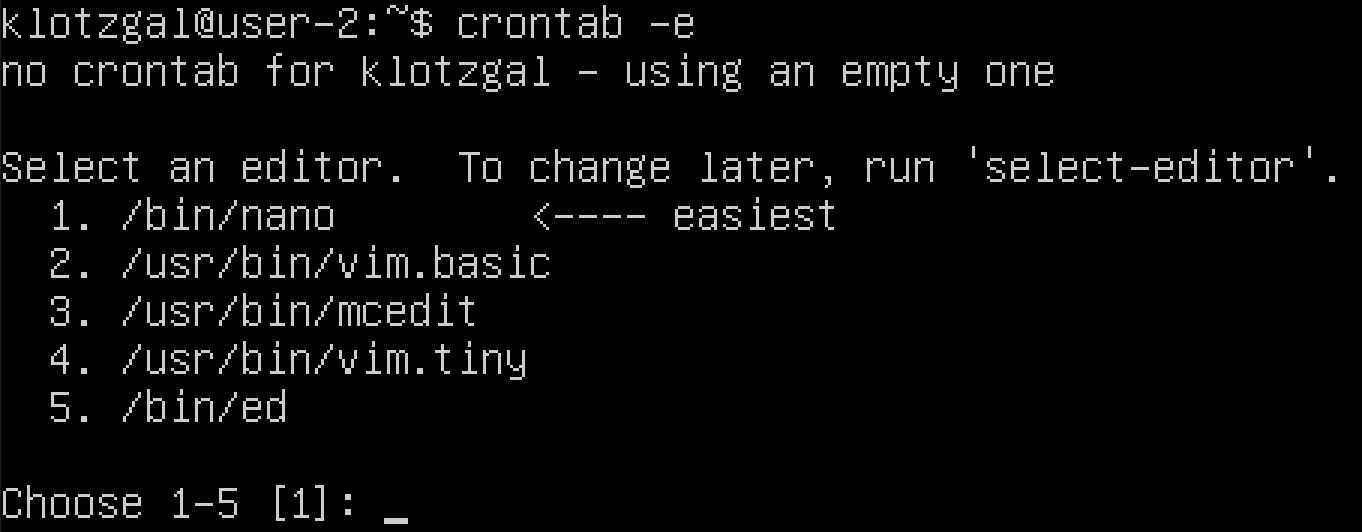 klotzgal@user-2:~$ crontab -e
no crontab for klotzgal - using an empty one
Select an editor.  To change later, run 'select-editor'.
  1. /bin/nano        <---- easiest
  2. /usr/bin/vim.basic
  3. /usr/bin/mcedit
  4. /usr/bin/vim.tiny
  5. /bin/ed
Choose 1-5 [1]: _